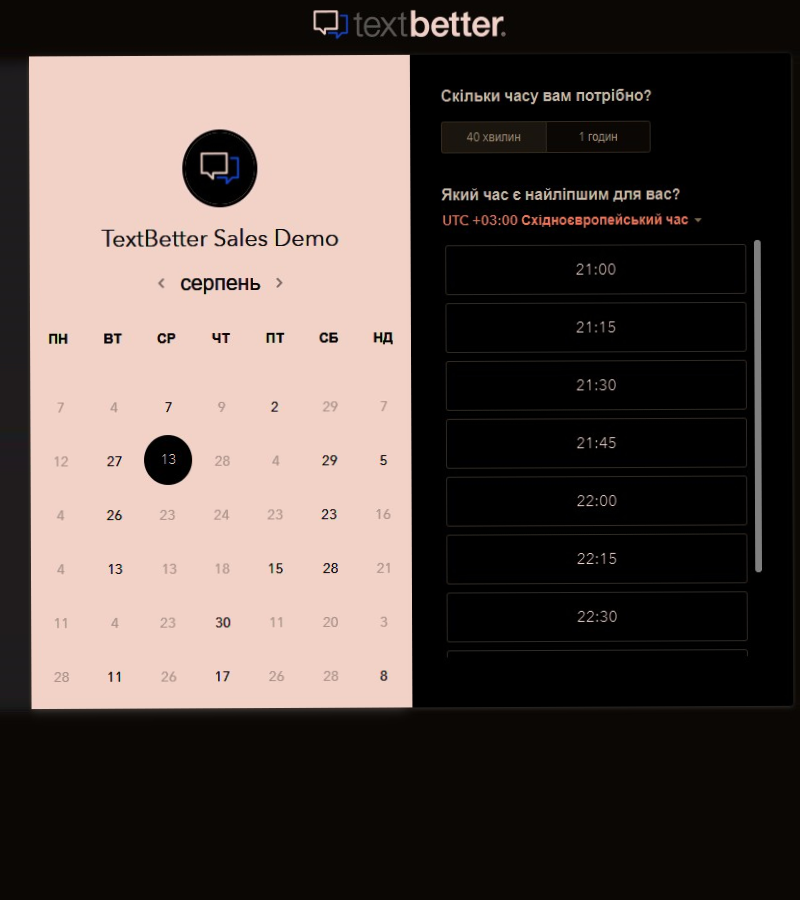 textbetter.
TextBetter Sales Demo
серпень
ПН ВТ СР ЧТ ПТ СБ НД
7 4 7 9 2 29 7
12 27 13 28 4 29 5
4 26 23 24 23 23 16
4 13 13 18 15 28 21
11 4 23 30 11 20 3
28 11 26 17 26 28 8
Скільки часу вам потрібно?
40 хвилин 1 годин
Який час є найліпшим для вас?
UTC +03:00 Східноєвропейський час
21:00
21:15
21:30
21:45
22:00
22:15
22:30